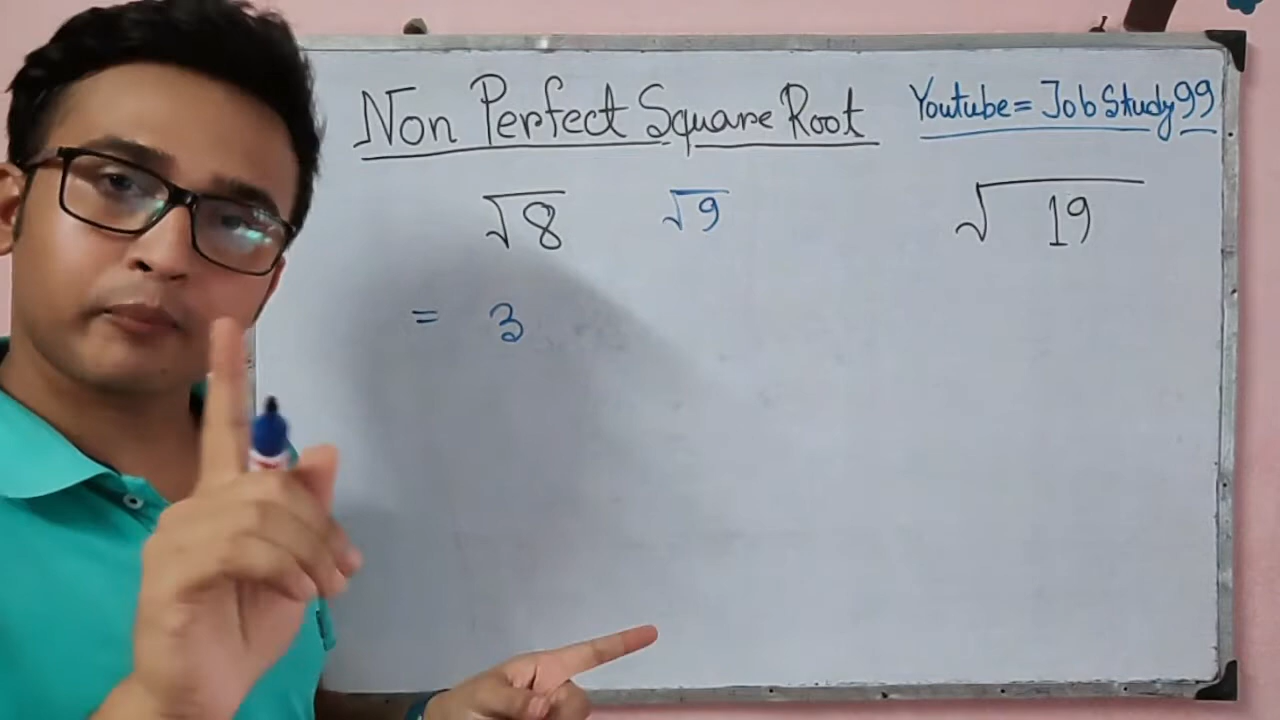 Non Perfect Square Root
Youtube = Job Study 99
√8 √9 √19
= 3